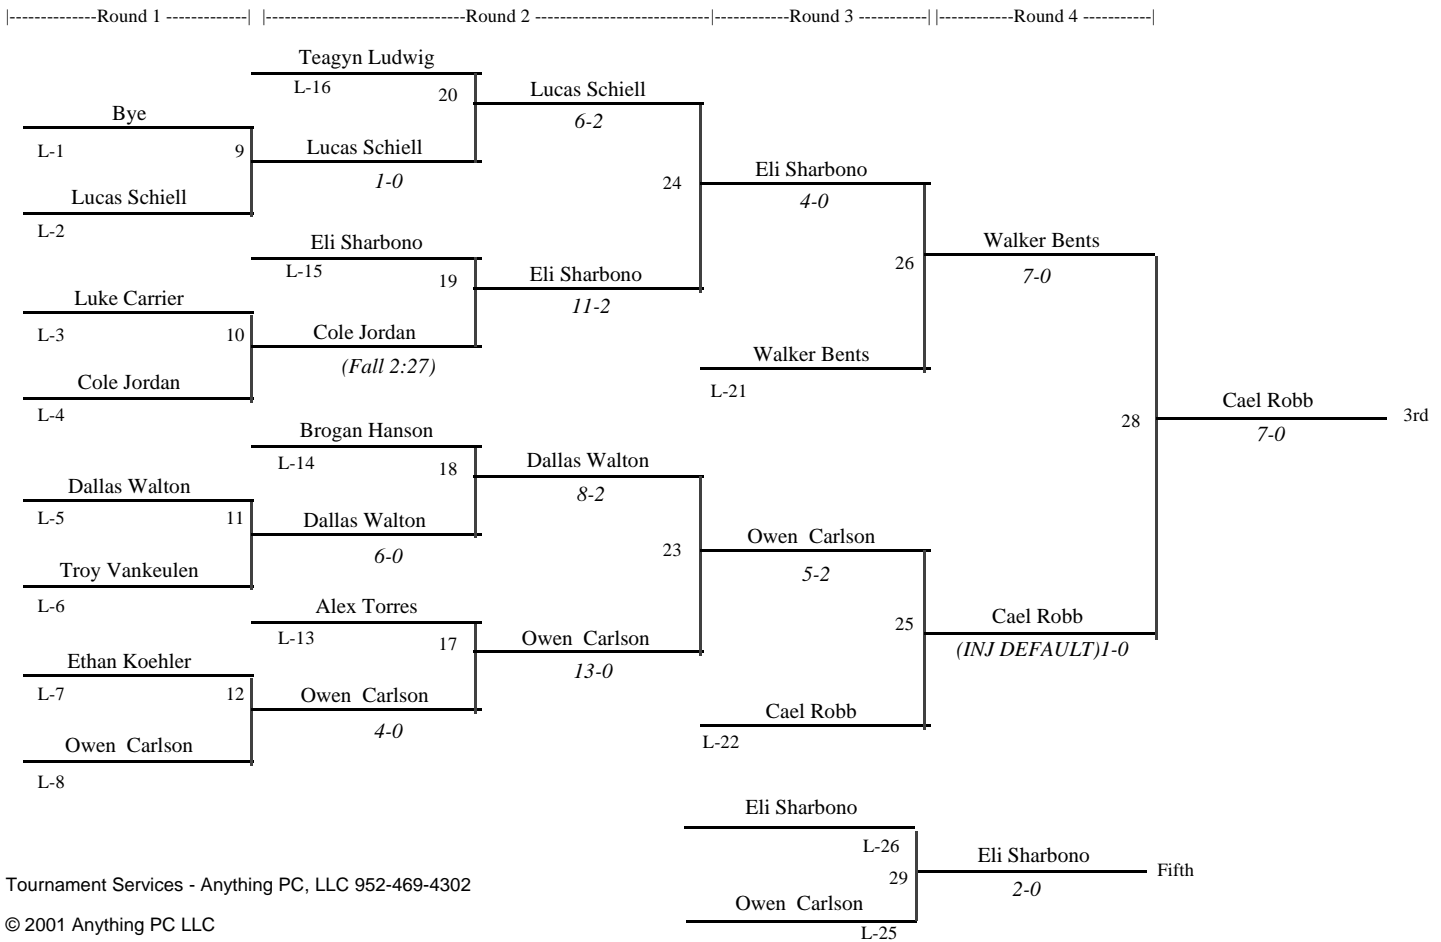 |-------------Round 1 -------------| |-------------------------------Round 2 ---------------------------|------------Round 3 -----------| |------------Round 4 -----------|
Teagyn Ludwig
L-16
20
Lucas Schiell
6-2
Bye
L-1
9
Lucas Schiell
1-0
Lucas Schiell
L-2
24
Eli Sharbono
4-0
Eli Sharbono
L-15
19
Eli Sharbono
11-2
Luke Carrier
L-3
10
Cole Jordan
(Fall 2:27)
Cole Jordan
L-4
26
Walker Bents
7-0
Walker Bents
L-21
28
Cael Robb
7-0
3rd
Brogan Hanson
L-14
18
Dallas Walton
8-2
Dallas Walton
L-5
11
Dallas Walton
6-0
Troy Vankeulen
L-6
23
Owen  Carlson
5-2
Alex Torres
L-13
17
Owen  Carlson
13-0
Ethan Koehler
L-7
12
Owen  Carlson
4-0
Owen  Carlson
L-8
25
Cael Robb
(INJ DEFAULT)1-0
Cael Robb
L-22
Eli Sharbono
L-26
29
Eli Sharbono
2-0
Fifth
Owen  Carlson
L-25
Tournament Services - Anything PC, LLC 952-469-4302
© 2001 Anything PC LLC